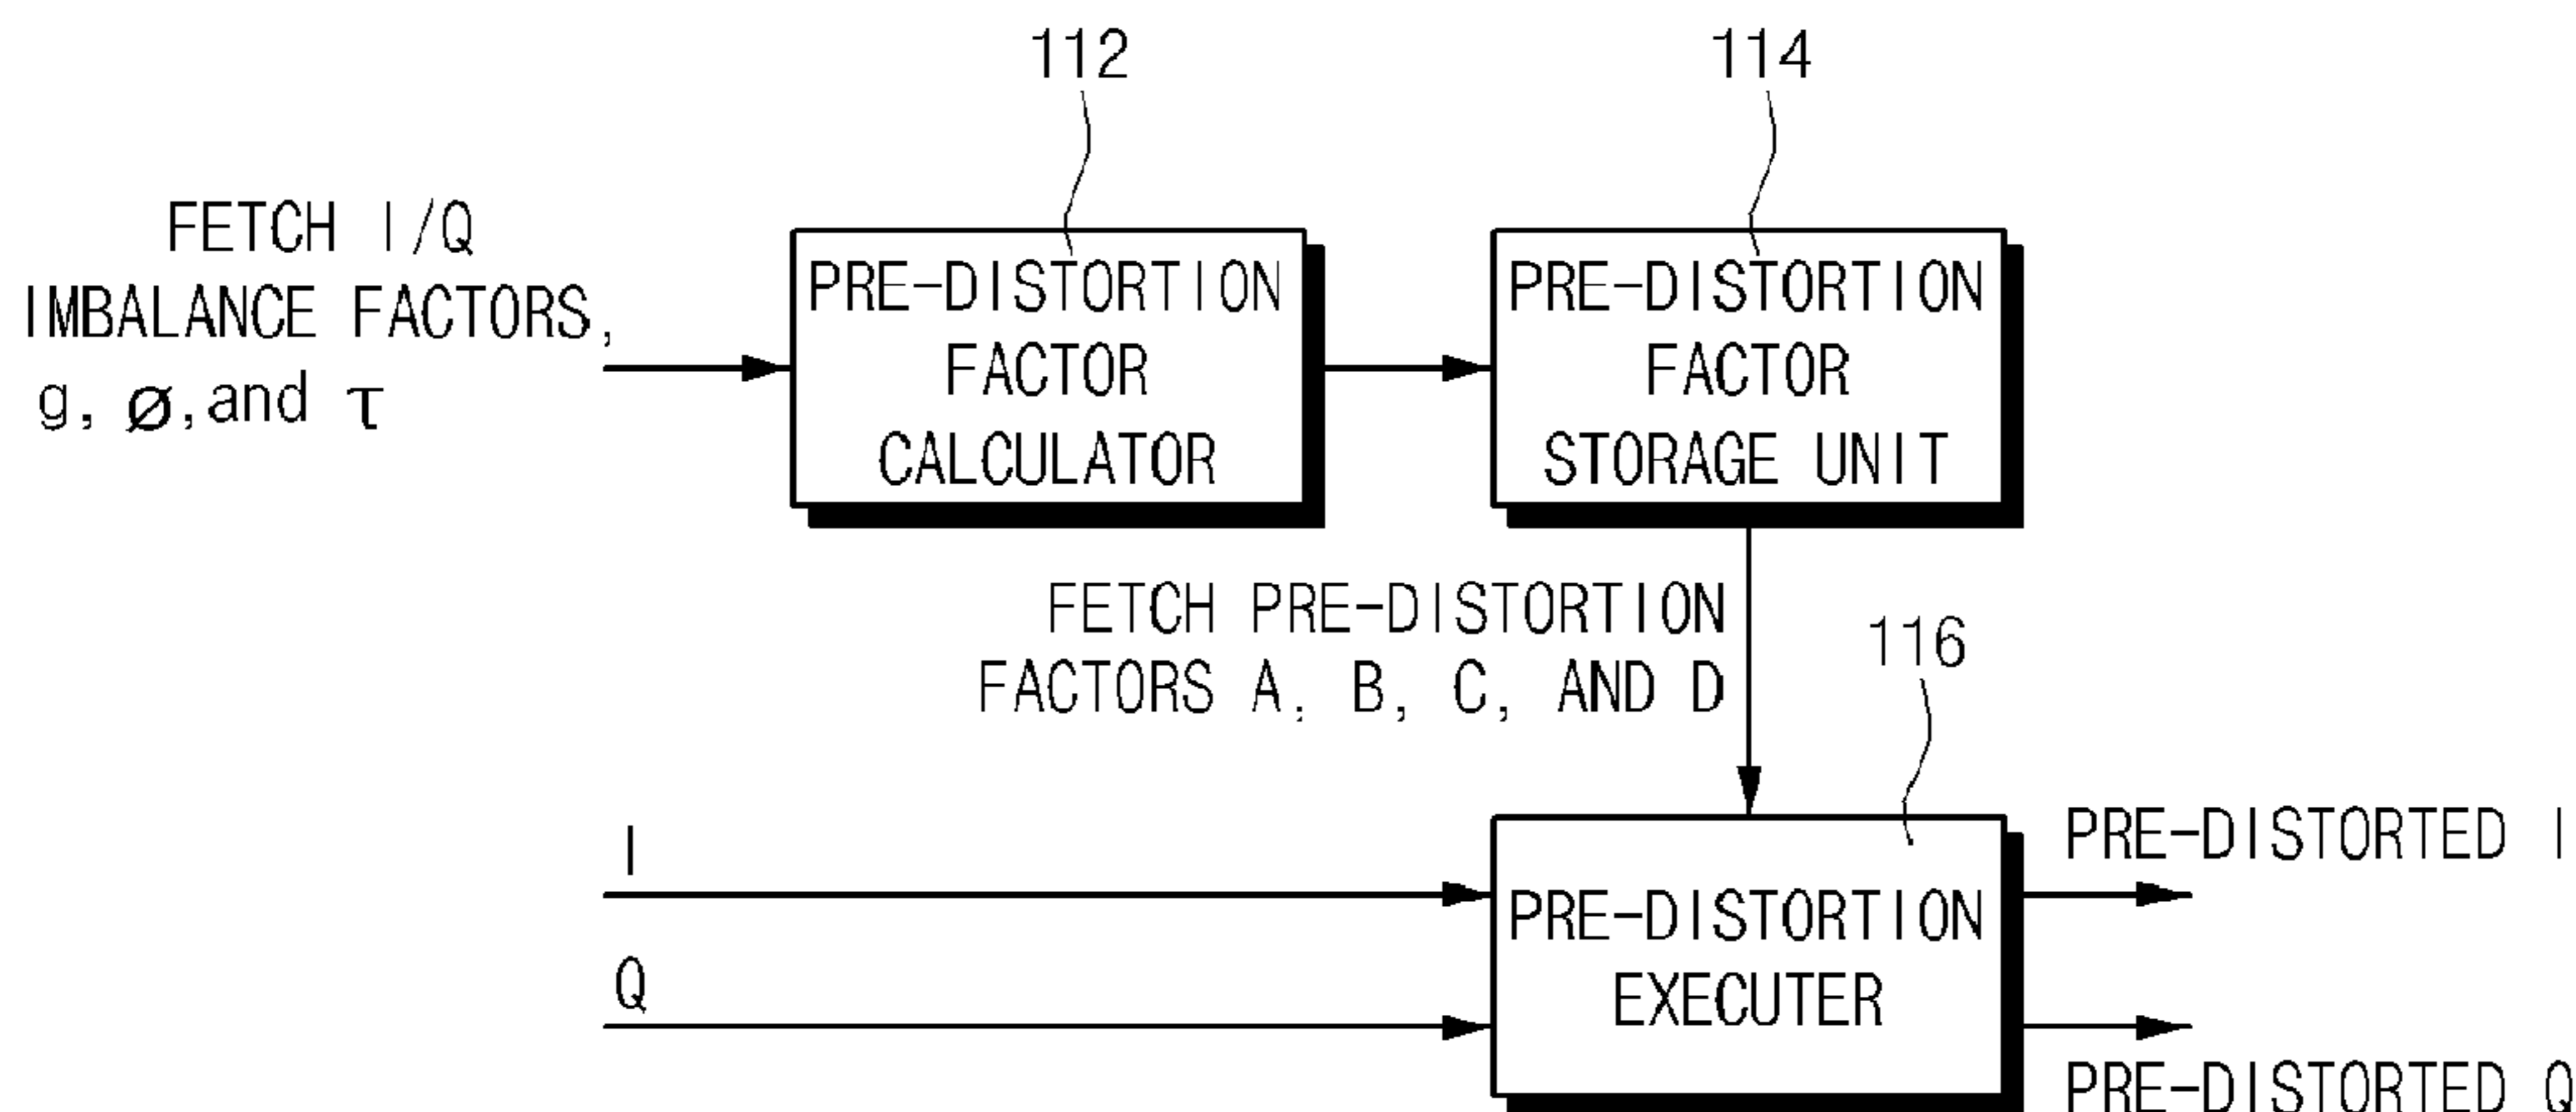 112
114
FETCH I/Q
IMBALANCE FACTORS,
g, ø, and τ
PRE-DISTORTION
FACTOR
CALCULATOR
PRE-DISTORTION
FACTOR
STORAGE UNIT
FETCH PRE-DISTORTION
FACTORS A, B, C, AND D
116
I
Q
PRE-DISTORTION
EXECUTER
PRE-DISTORTED I
PRE-DISTORTED Q